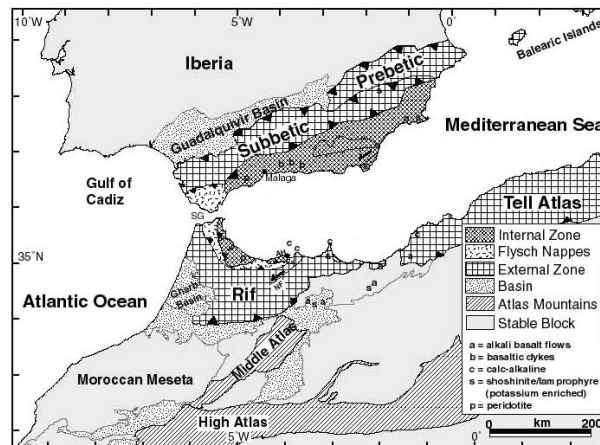 10˚W
5˚W
0˚
Balearic Islands
Iberia
Prebetic
Guadalquivir Basin
Subbetic
Mediterranean Sea
s
b b b
p
Malaga
Gulf of
Cadiz
SG
Tell Atlas
35˚N
AH
c
c
NF
Rif
Gharb
Basin
Atlantic Ocean
a s a
s a
Middle Atlas
Moroccan Meseta
High Atlas
5˚W
0˚
Internal Zone
Flysch Nappes
External Zone
Basin
Atlas Mountains
Stable Block
a = alkali basalt flows
b = basaltic dykes
c = calc-alkaline
s = shoshinite/lamprophyre
(potassium enriched)
p = peridotite
km
0 200